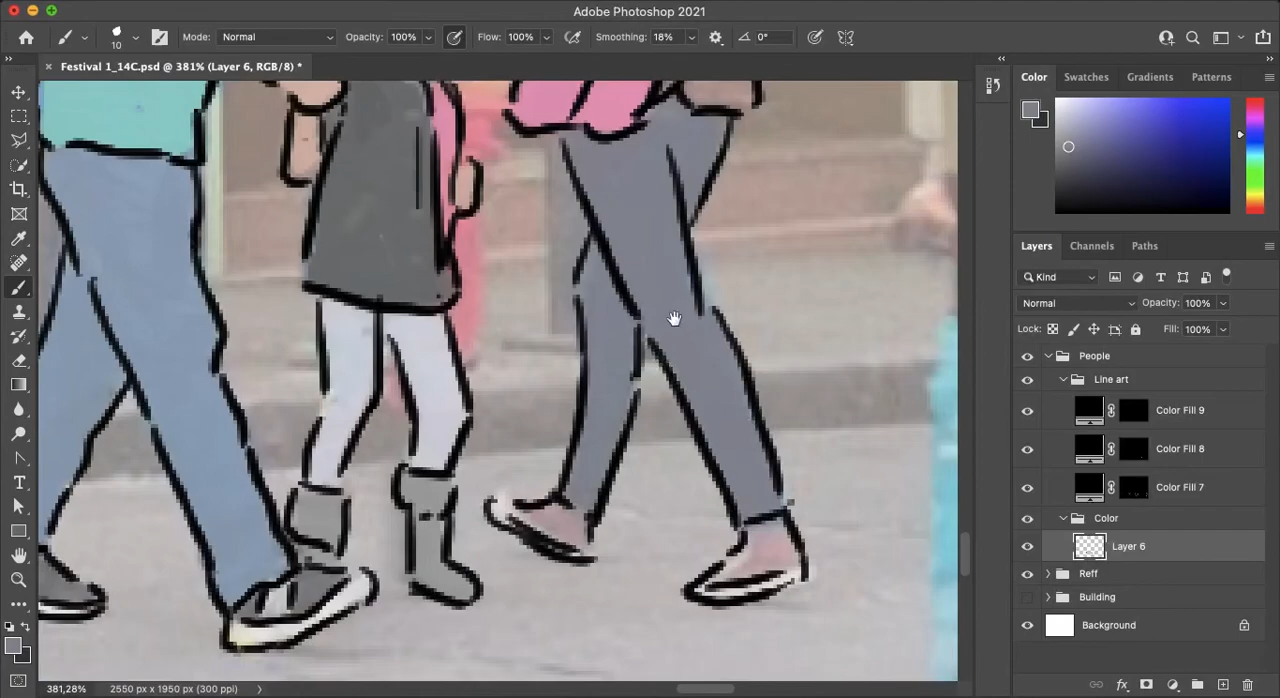 Adobe Photoshop 2021
10
Mode: Normal
Opacity: 100%
Flow: 100%
Smoothing: 18%
0°
Festival 1_14C.psd @ 381% (Layer 6, RGB/8) *
Color Swatches Gradients Patterns
Layers Channels Paths
Kind
Normal
Opacity: 100%
Lock:
Fill: 100%
People
Line art
Color Fill 9
Color Fill 8
Color Fill 7
Color
Layer 6
Reff
Building
Background
fx
381,28%
2550 px x 1950 px (300 ppi)